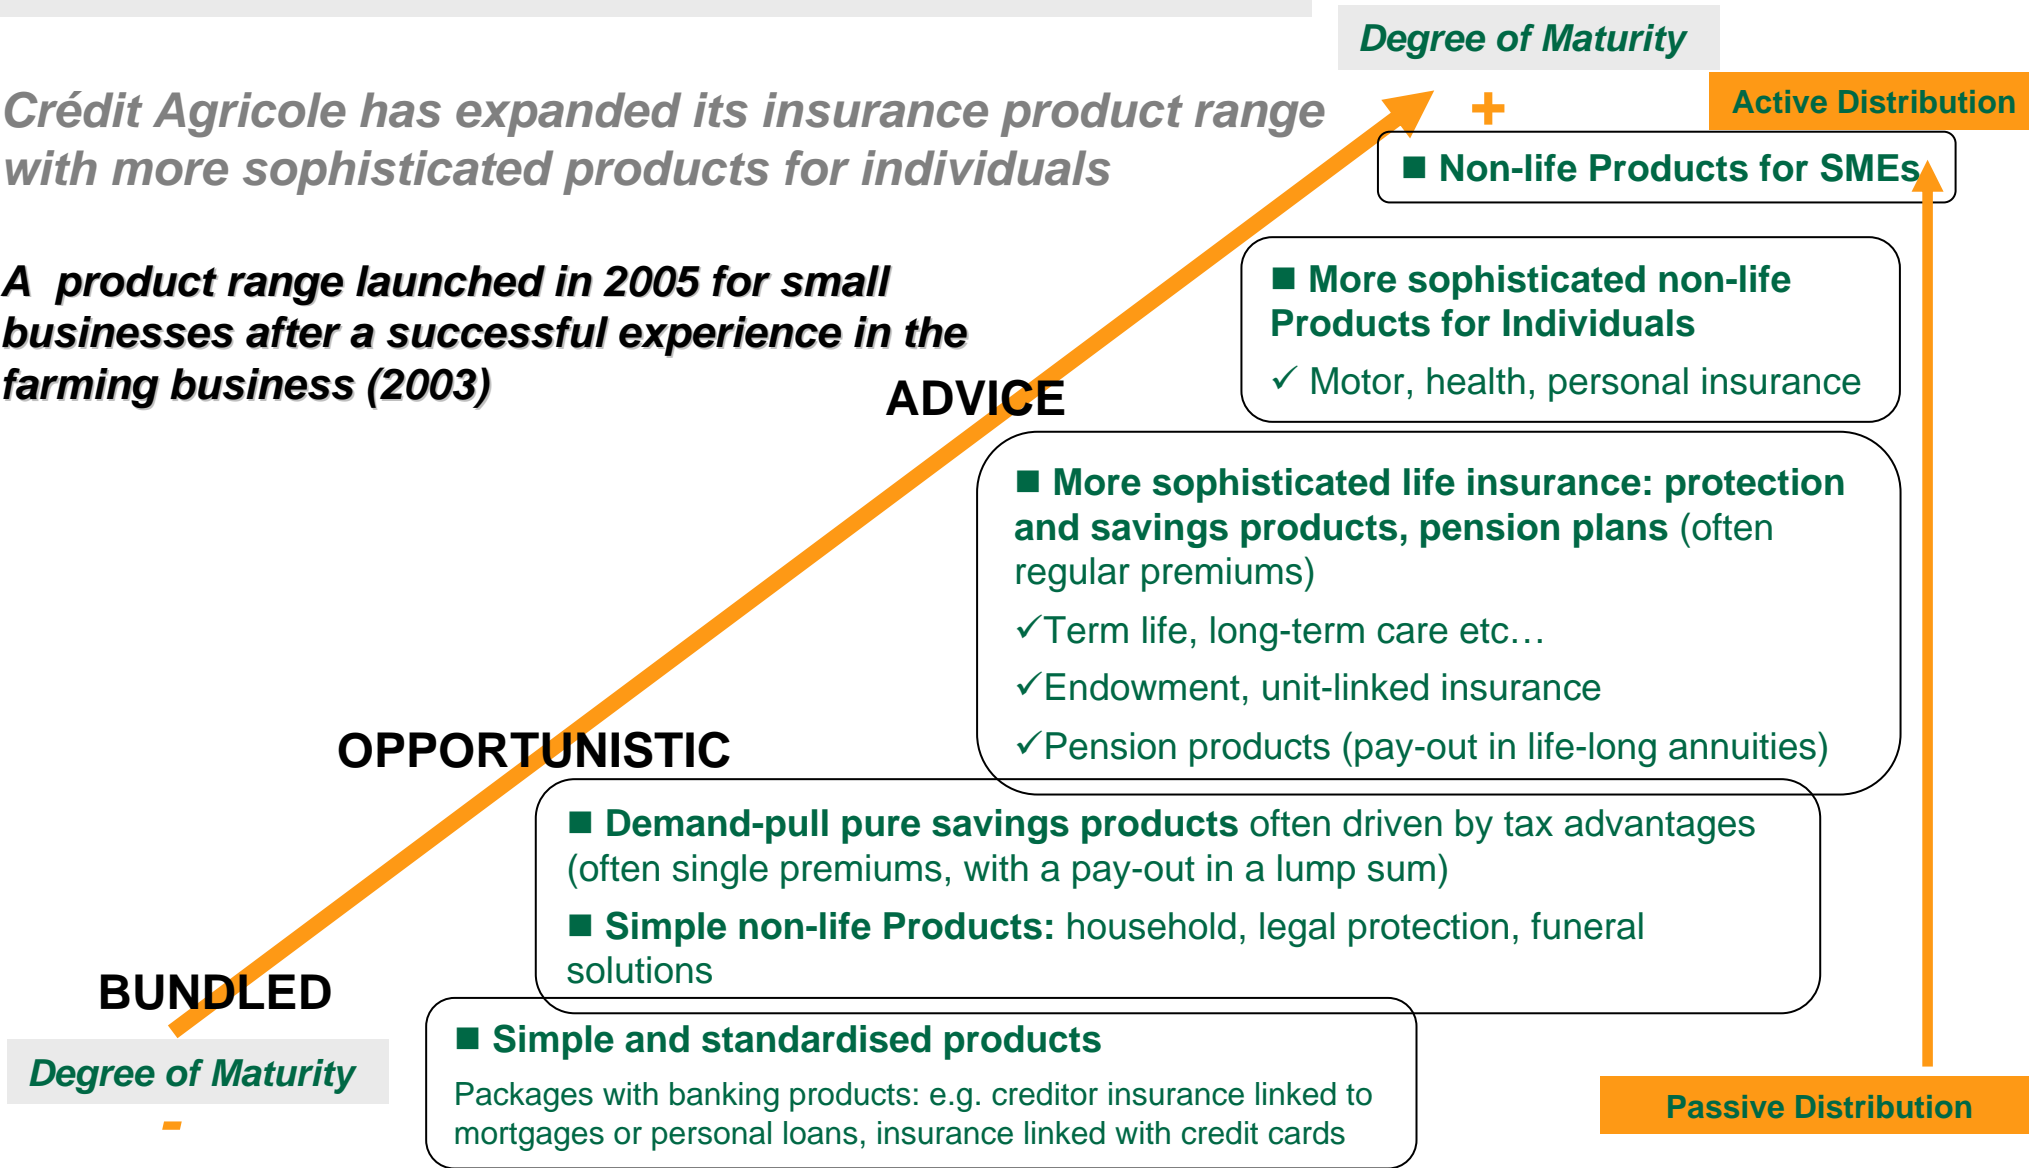 Degree of Maturity
+
Active Distribution
Crédit Agricole has expanded its insurance product range
with more sophisticated products for individuals
■ Non-life Products for SMEs
A product range launched in 2005 for small
businesses after a successful experience in the
farming business (2003)
■ More sophisticated non-life
Products for Individuals
✓ Motor, health, personal insurance
ADVICE
■ More sophisticated life insurance: protection
and savings products, pension plans (often
regular premiums)
✓Term life, long-term care etc…
✓Endowment, unit-linked insurance
✓Pension products (pay-out in life-long annuities)
OPPORTUNISTIC
■ Demand-pull pure savings products often driven by tax advantages
(often single premiums, with a pay-out in a lump sum)
■ Simple non-life Products: household, legal protection, funeral
solutions
BUNDLED
■ Simple and standardised products
Packages with banking products: e.g. creditor insurance linked to
mortgages or personal loans, insurance linked with credit cards
Degree of Maturity
-
Passive Distribution